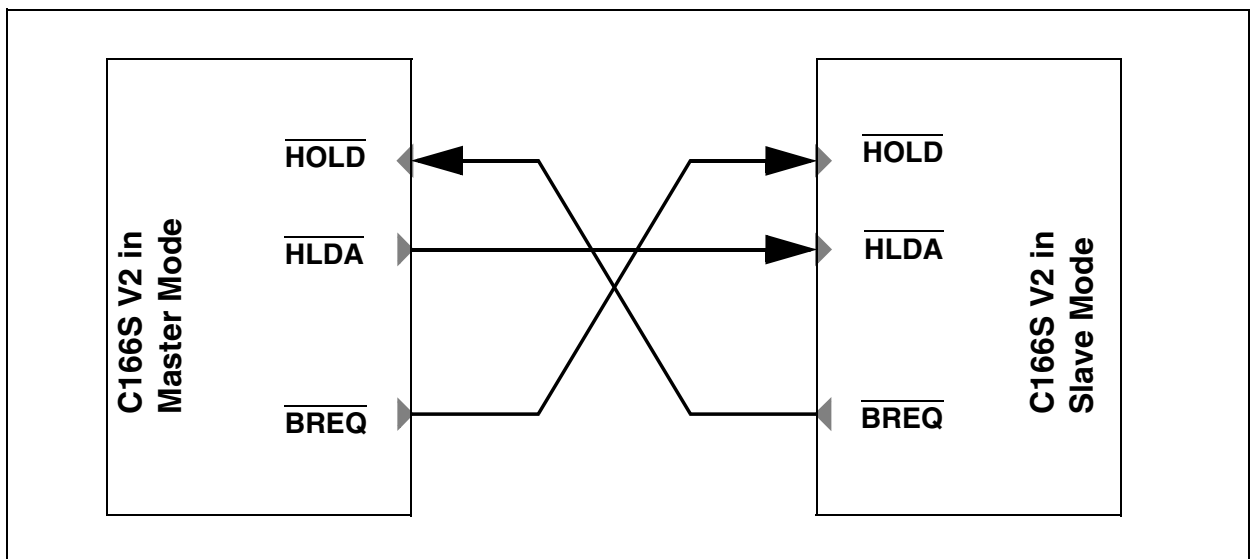 C166S V2 in
Master Mode
HOLD
HLDA
BREQ
HOLD
HLDA
BREQ
C166S V2 in
Slave Mode